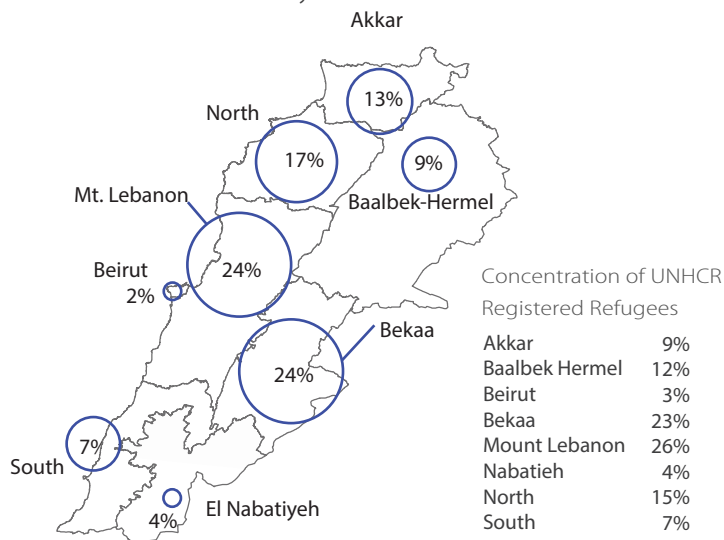 Akkar
13%
North
17%
9%
Baalbek-Hermel
Mt. Lebanon
24%
Beirut
2%
Bekaa
24%
7%
South
El Nabatiyeh
4%
Concentration of UNHCR
Registered Refugees
Akkar 9%
Baalbek Hermel 12%
Beirut 3%
Bekaa 23%
Mount Lebanon 26%
Nabatieh 4%
North 15%
South 7%